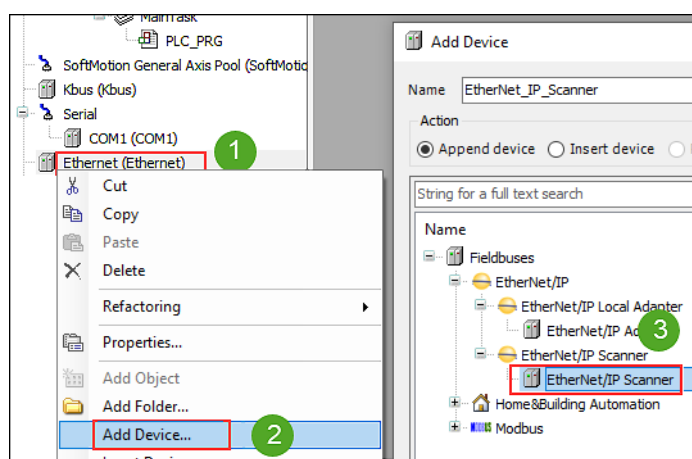 MainTask
PLC_PRG
SoftMotion General Axis Pool (SoftMotio
Kbus (Kbus)
Serial
COM1 (COM1)
1
Ethernet (Ethernet)
Cut
Copy
Paste
Delete
Refactoring
Properties...
Add Object
Add Folder...
Add Device...
2
Add Device
Name EtherNet_IP_Scanner
Action
Append device Insert device
String for a full text search
Name
Fieldbuses
EtherNet/IP
EtherNet/IP Local Adapter
EtherNet/IP Ad
3
EtherNet/IP Scanner
EtherNet/IP Scanner
Home&Building Automation
MODBUS Modbus